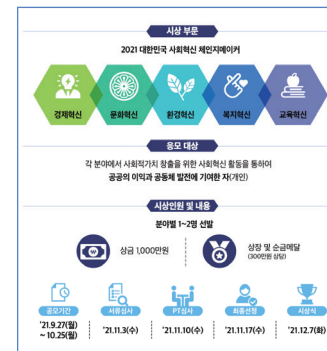 시상 부문
2021 대한민국 사회혁신 체인지메이커
경제혁신 문화혁신 환경혁신 복지혁신 교육혁신
응모 대상
각 분야에서 사회적가치 창출을 위한 사회혁신 활동을 통하여
공공의 이익과 공동체 발전에 기여한 자(개인)
시상인원 및 내용
분야별 1~2명 선발
상금 1,000만원
상장 및 순금메달
(300만원 상당)
공모기간 서류심사 PT심사 최종선정 시상식
'21.9.27(월)
~ 10.25(월)
'21.11.3(수) '21.11.10(수) '21.11.17(수) '21.12.7(화)